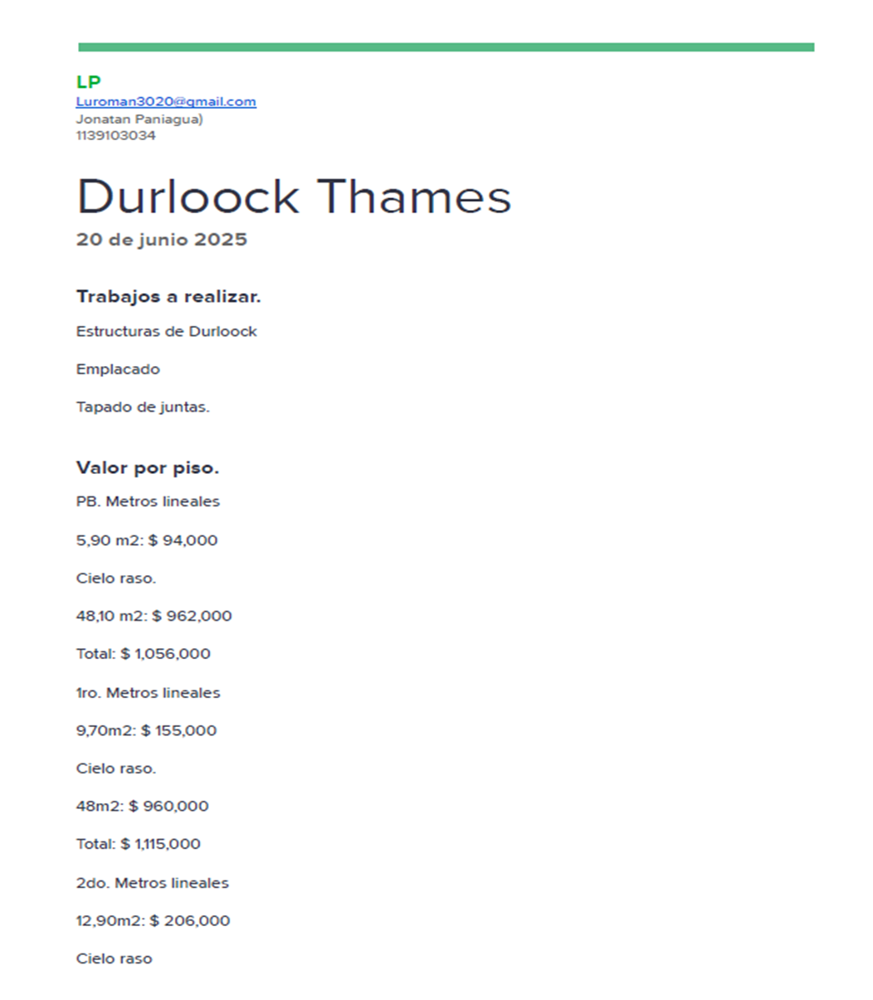 LP
Luroman3020@gmail.com
Jonatan Paniagua)
1139103034
Durloock Thames
20 de junio 2025
Trabajos a realizar.
Estructuras de Durloock
Emplacado
Tapado de juntas.
Valor por piso.
PB. Metros lineales
5,90 m2: $ 94,000
Cielo raso.
48,10 m2: $ 962,000
Total: $ 1,056,000
1ro. Metros lineales
9,70m2: $ 155,000
Cielo raso.
48m2: $ 960,000
Total: $ 1,115,000
2do. Metros lineales
12,90m2: $ 206,000
Cielo raso